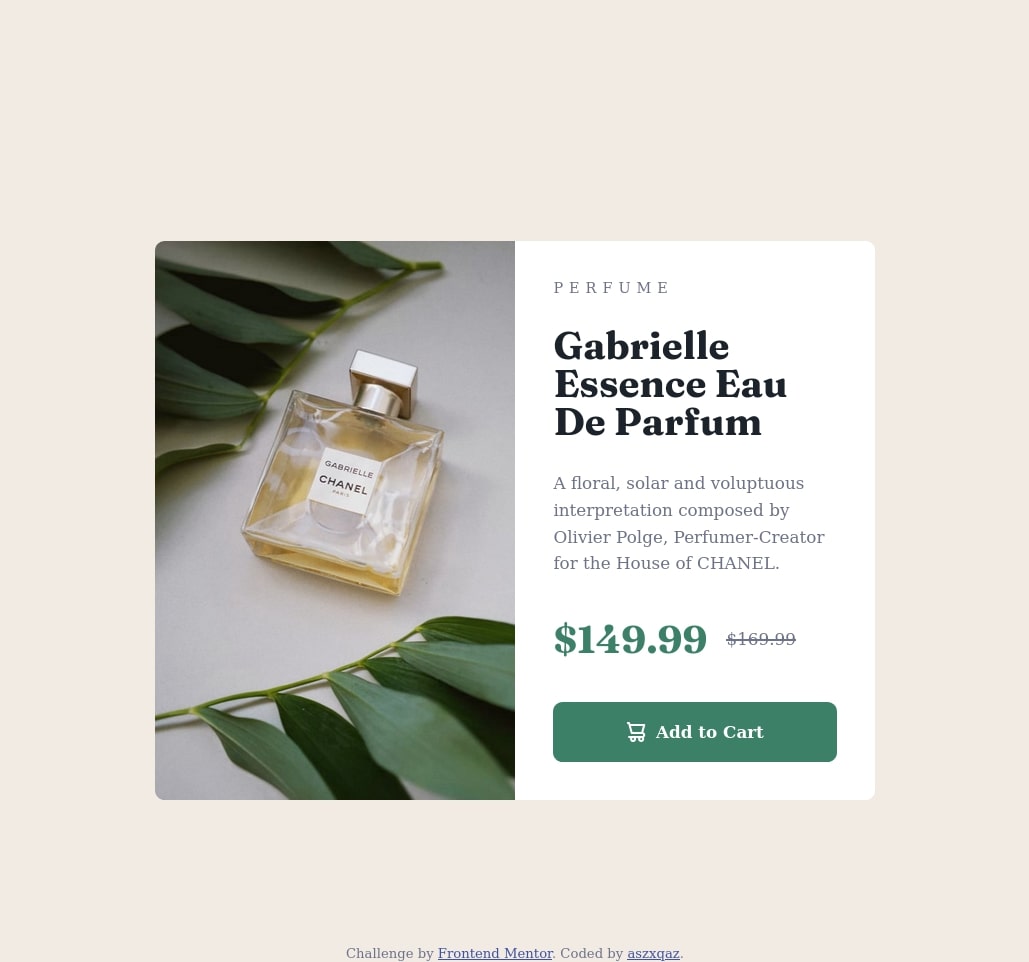 GABRIELLE
CHANEL
PARIS
PERFUME
Gabrielle
Essence Eau
De Parfum
A floral, solar and voluptuous
interpretation composed by
Olivier Polge, Perfumer-Creator
for the House of CHANEL.
$149.99 $169.99
Add to Cart
Challenge by Frontend Mentor. Coded by aszxqaz.